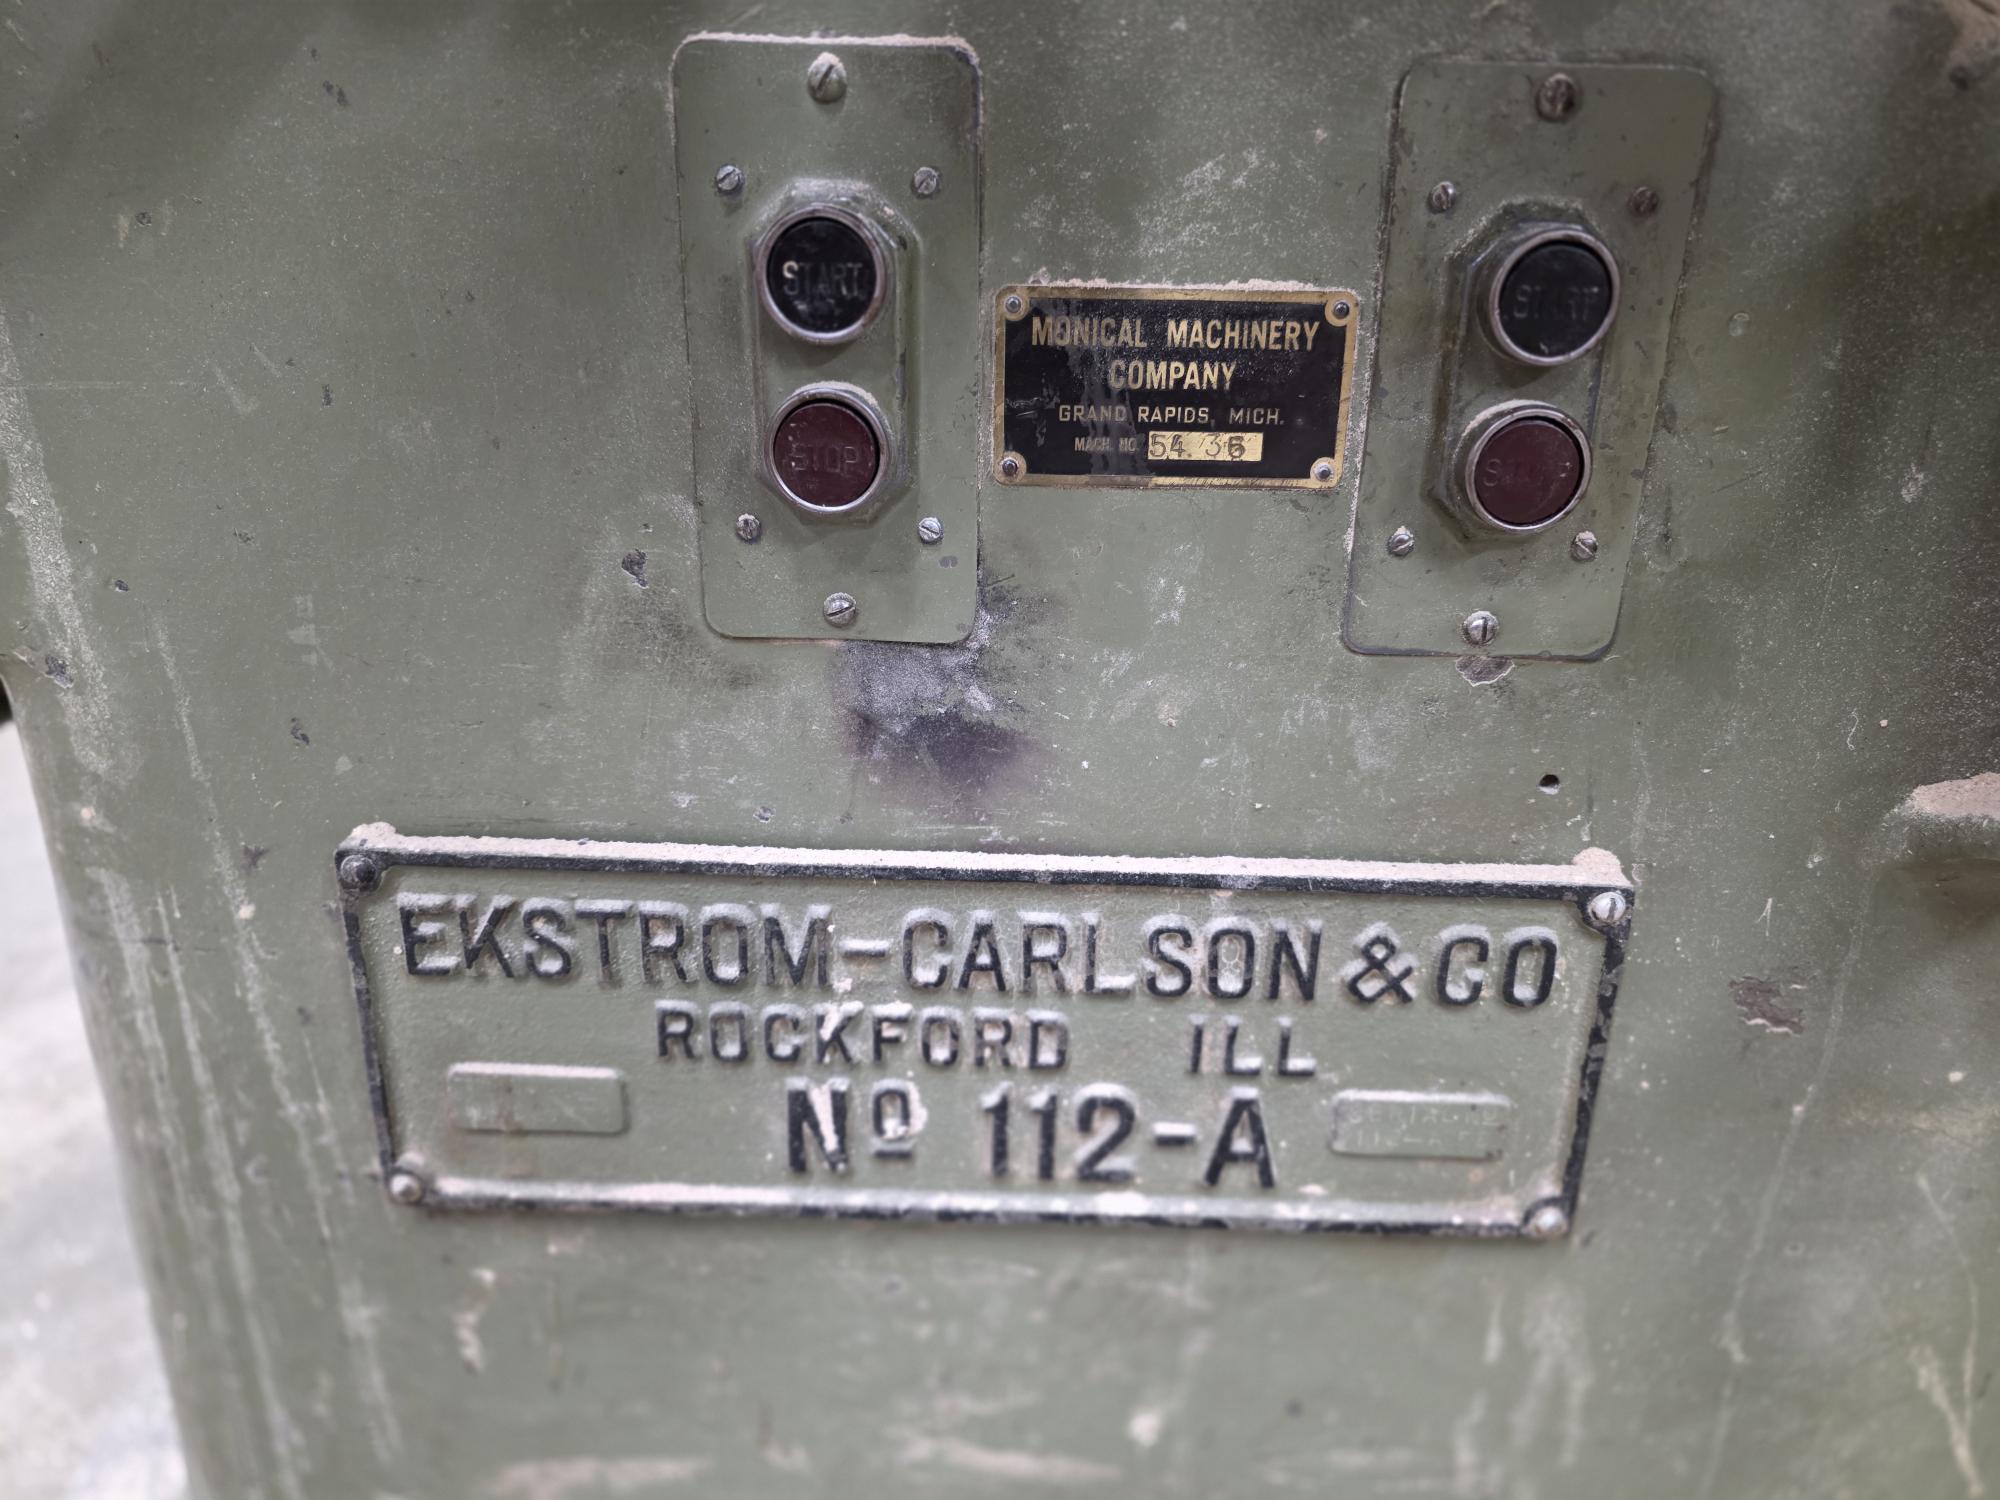 START
START
MONICAL MACHINERY
COMPANY
GRAND RAPIDS, MICH.
MACH. NO. 54.36
STOP
STOP
EKSTROM-CARLSON & CO
ROCKFORD ILL
Nº 112-A